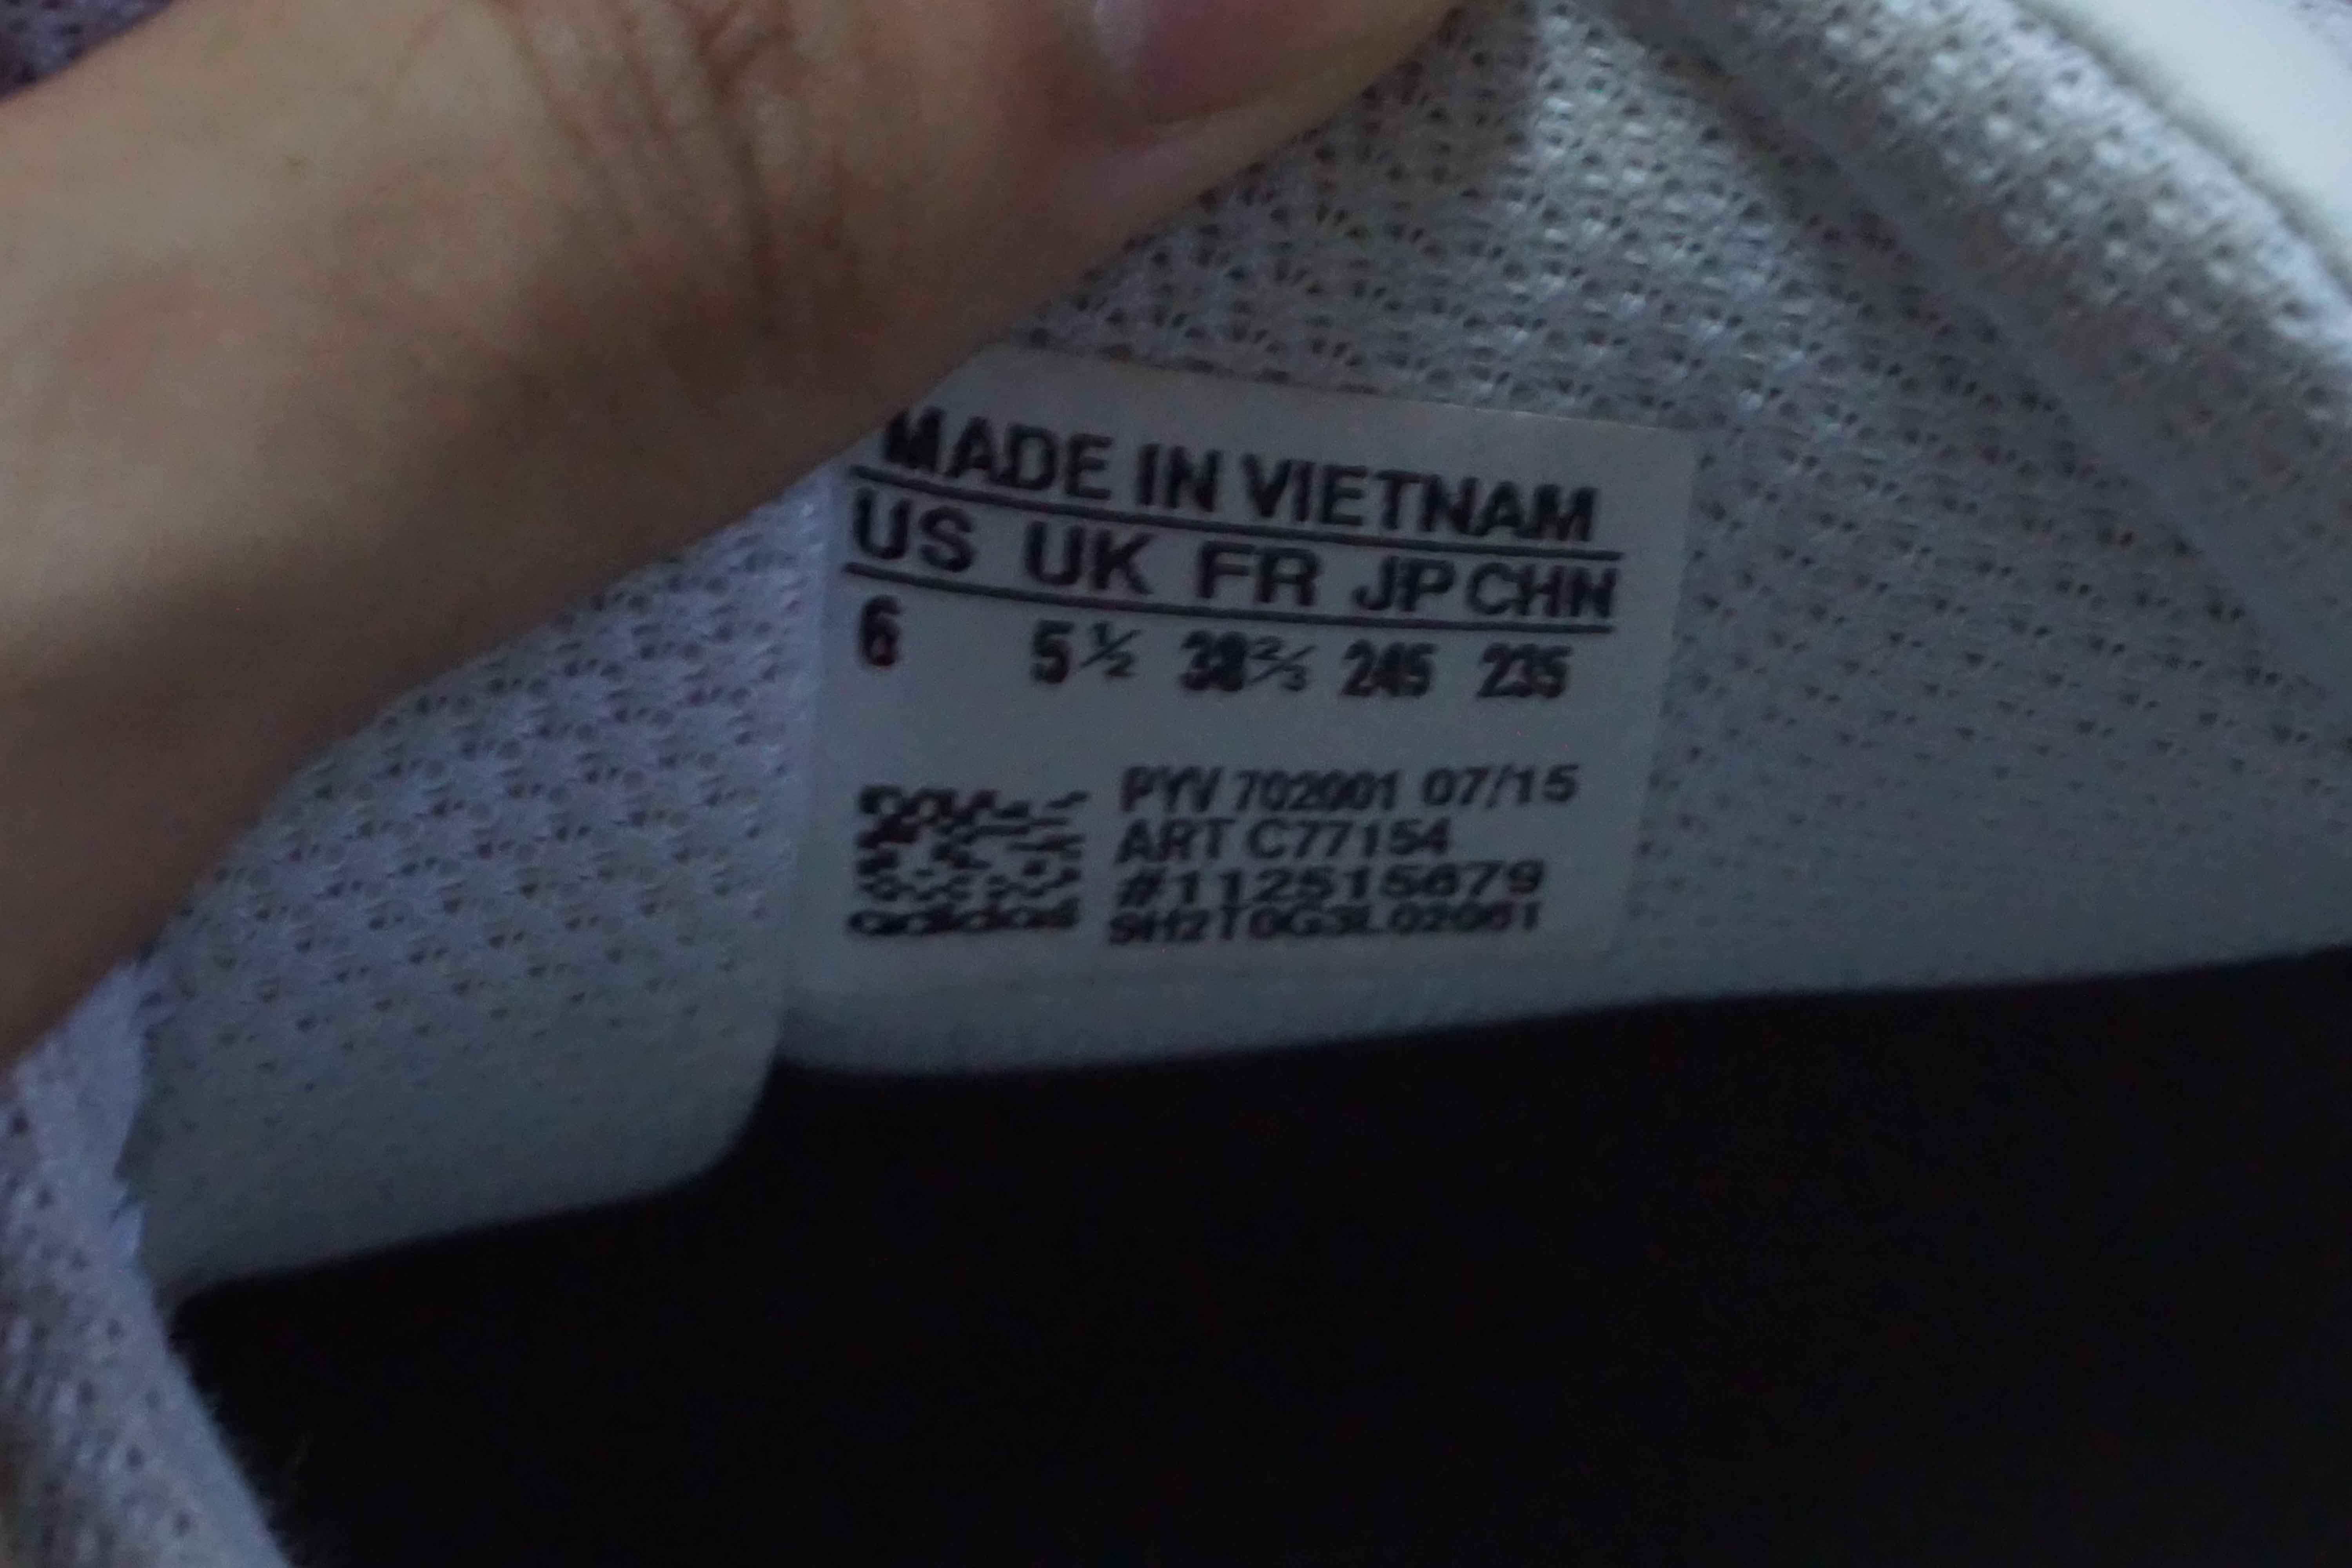 MADE IN VIETNAM
US UK FR JP CHN
6 5½ 38⅔ 245 235
PYV 702001 07/15
ART C77154
#112515679
adidas 9H2T0G3L02061